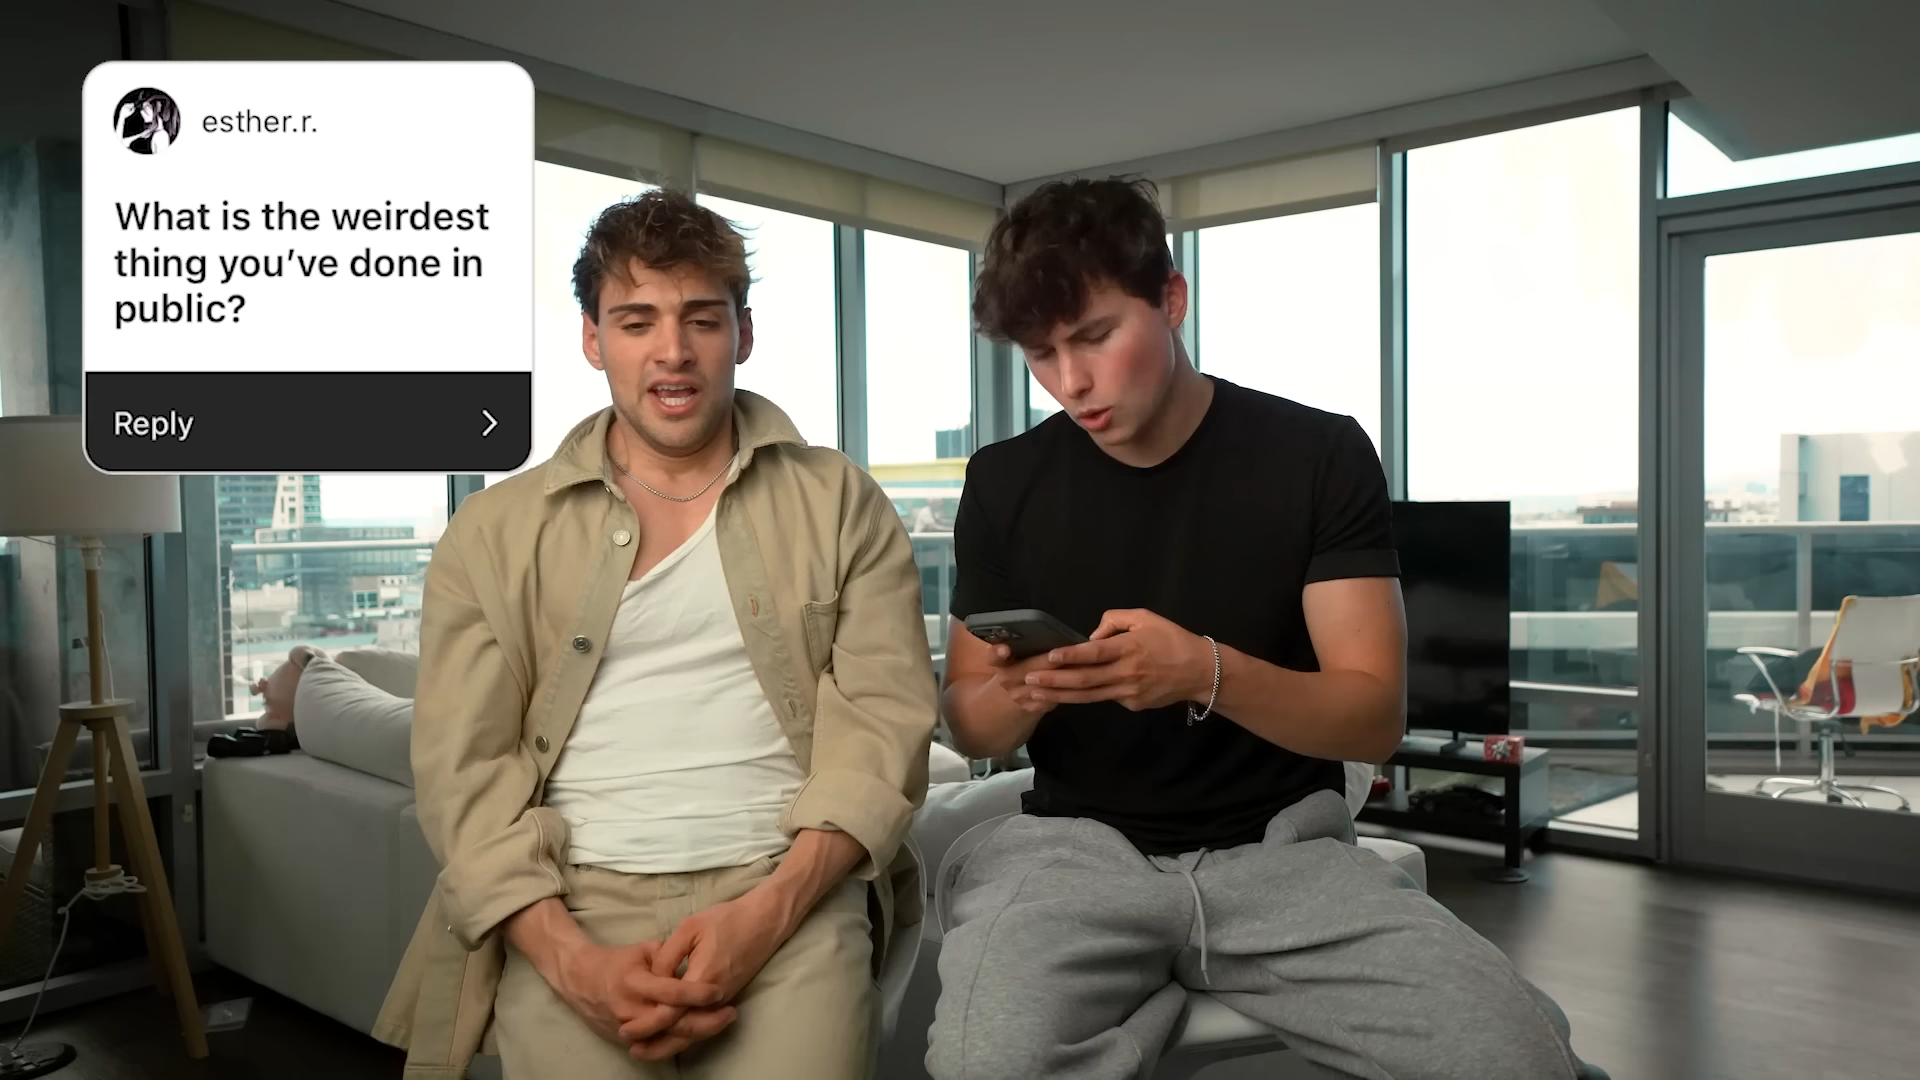 esther.r.
What is the weirdest
thing you've done in
public?
Reply